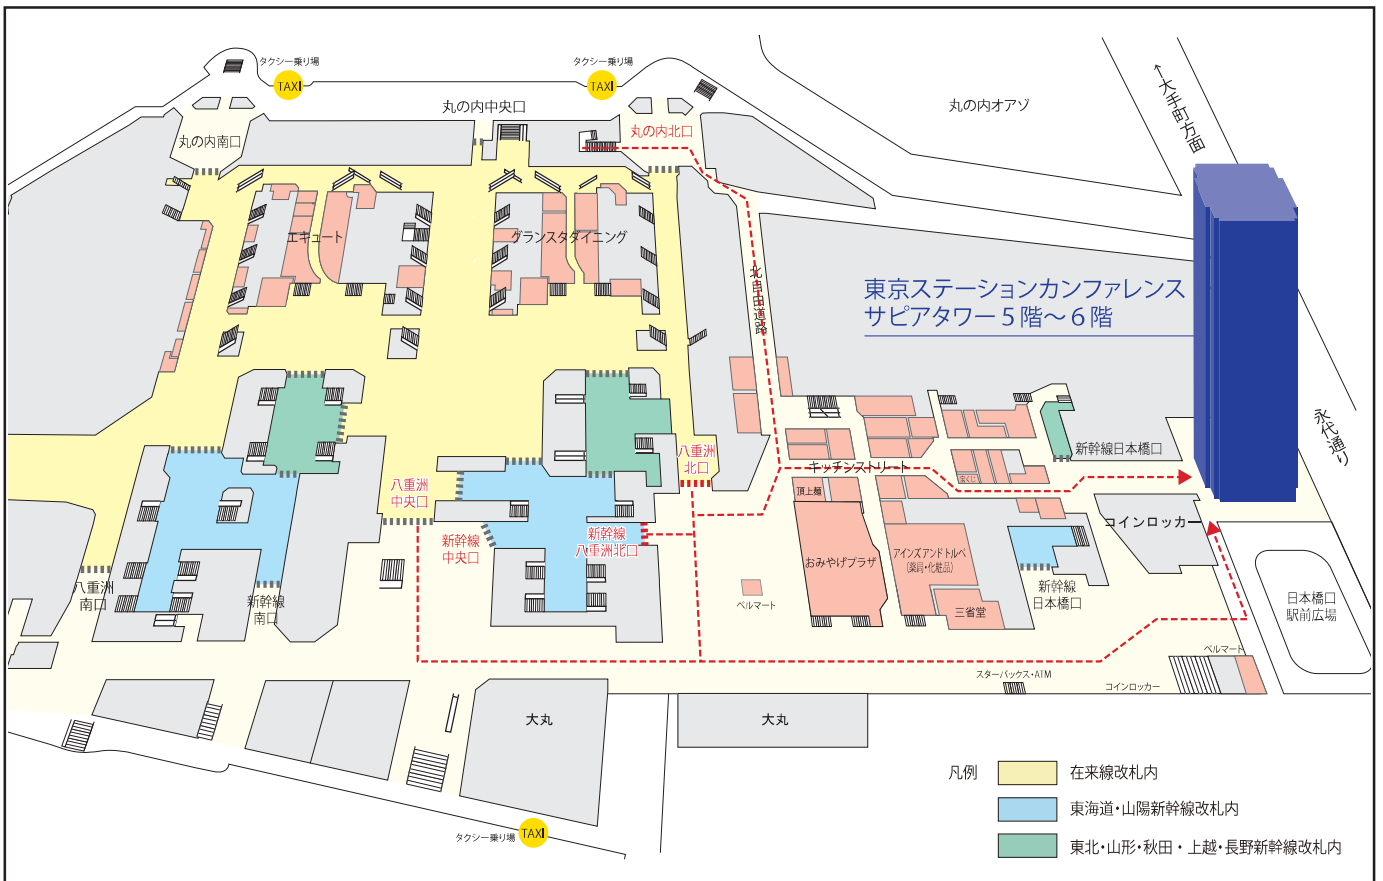 タクシー乗り場
TAXI
タクシー乗り場
TAXI
丸の内中央口
丸の内南口
丸の内北口
丸の内オアゾ
←大手町方面
エキュート
グランスタダイニング
北自由通路
東京ステーションカンファレンス
サピアタワー 5 階〜6 階
永代通り
新幹線日本橋口
キッチンストリート
宝くじ
頂上麺
八重洲
北口
八重洲
中央口
新幹線
中央口
新幹線
八重洲北口
コインロッカー
おみやげプラザ
アインズ アンド トルペ
(薬局・化粧品)
三省堂
新幹線
日本橋口
日本橋口
駅前広場
八重洲
南口
新幹線
南口
ベルマート
ベルマート
スターバックス・ATM
コインロッカー
大丸
大丸
タクシー乗り場
TAXI
凡例
在来線改札内
東海道・山陽新幹線改札内
東北・山形・秋田・上越・長野新幹線改札内